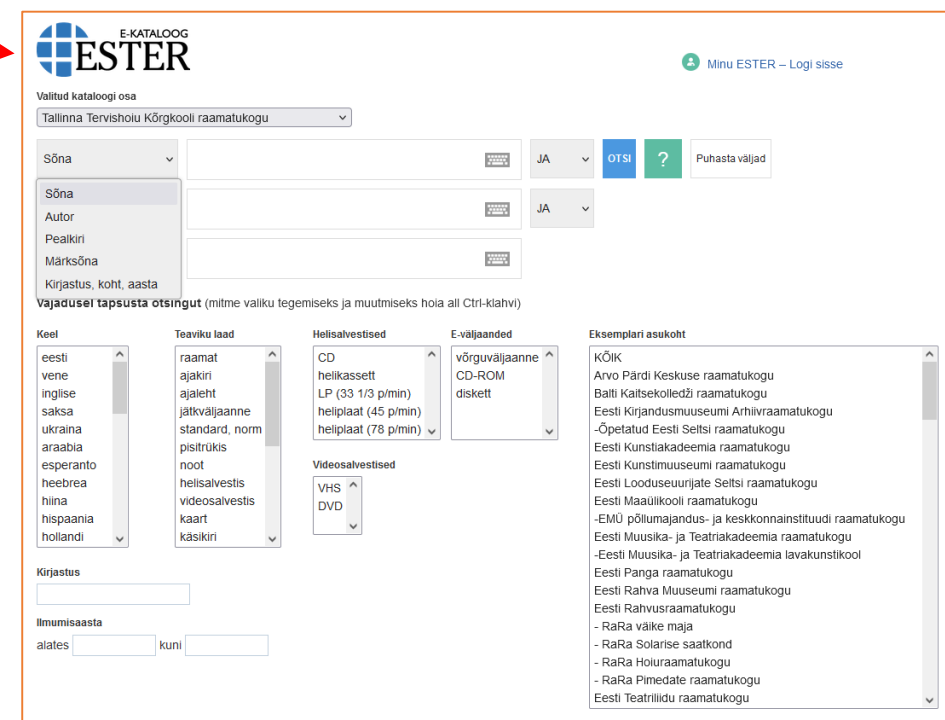 E-KATALOOG
ESTER
Minu ESTER – Logi sisse
Valitud kataloogi osa
Tallinna Tervishoiu Kõrgkooli raamatukogu
Sõna
JA
OTSI
?
Puhasta väljad
Sõna
Autor
Pealkiri
Märksõna
Kirjastus, koht, aasta
JA
Vajadusel täpsusta otsingut (mitme valiku tegemiseks ja muutmiseks hoia all Ctrl-klahvi)
Keel
eesti
vene
inglise
saksa
ukraina
araabia
esperanto
heebrea
hiina
hispaania
hollandi
Teaviku laad
raamat
ajakiri
ajaleht
jätkväljaanne
standard, norm
pisitrükis
noot
helisalvestis
videosalvestis
kaart
käsikiri
Helisalvestised
CD
helikassett
LP (33 1/3 p/min)
heliplaat (45 p/min)
heliplaat (78 p/min)
Videosalvestised
VHS
DVD
E-väljaanded
võrguväljaanne
CD-ROM
diskett
Eksemplari asukoht
KÕIK
Arvo Pärdi Keskuse raamatukogu
Balti Kaitsekolledži raamatukogu
Eesti Kirjandusmuuseumi Arhiivraamatukogu
-Õpetatud Eesti Seltsi raamatukogu
Eesti Kunstiakadeemia raamatukogu
Eesti Kunstimuuseumi raamatukogu
Eesti Looduseuurijate Seltsi raamatukogu
Eesti Maaülikooli raamatukogu
-EMÜ põllumajandus- ja keskkonnainstituudi raamatukogu
Eesti Muusika- ja Teatriakadeemia raamatukogu
-Eesti Muusika- ja Teatriakadeemia lavakunstikool
Eesti Panga raamatukogu
Eesti Rahva Muuseumi raamatukogu
Eesti Rahvusraamatukogu
- RaRa väike maja
- RaRa Solarise saatkond
- RaRa Hoiuraamatukogu
- RaRa Pimedate raamatukogu
Eesti Teatriliidu raamatukogu
Kirjastus
Ilmumisaasta
alates
kuni